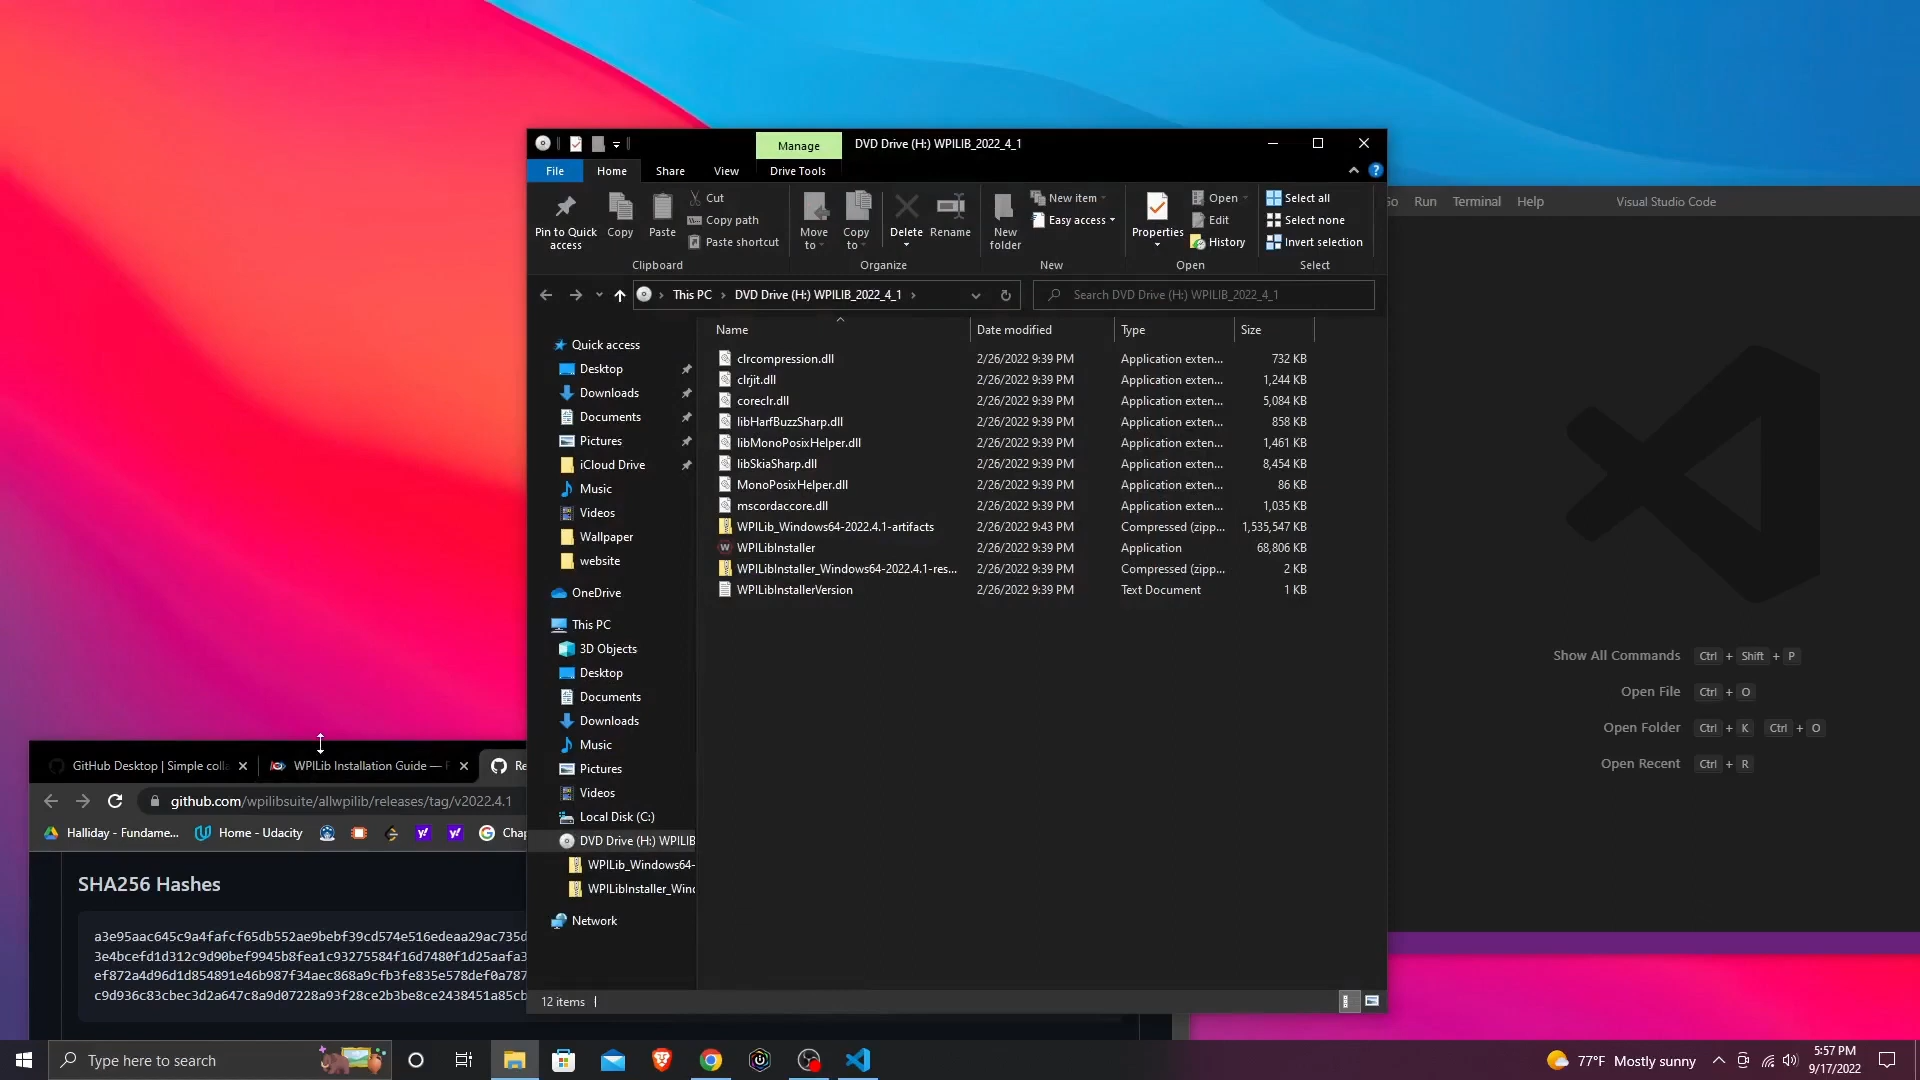 Manage
DVD Drive (H:) WPILIB_2022_4_1
File
Home
Share
View
Drive Tools
Pin to Quick access
Copy
Paste
Cut
Copy path
Paste shortcut
Clipboard
Move to
Copy to
Delete
Rename
Organize
New folder
New item
Easy access
New
Properties
Open
Edit
History
Open
Select all
Select none
Invert selection
Select
This PC
DVD Drive (H:) WPILIB_2022_4_1
Search DVD Drive (H:) WPILIB_2022_4_1
Quick access
Desktop
Downloads
Documents
Pictures
iCloud Drive
Music
Videos
Wallpaper
website
OneDrive
This PC
3D Objects
Desktop
Documents
Downloads
Music
Pictures
Videos
Local Disk (C:)
DVD Drive (H:) WPILIB
WPILib_Windows64-
WPILibInstaller_Winc
Network
Name Date modified Type Size
clrcompression.dll 2/26/2022 9:39 PM Application exten... 732 KB
clrjit.dll 2/26/2022 9:39 PM Application exten... 1,244 KB
coreclr.dll 2/26/2022 9:39 PM Application exten... 5,084 KB
libHarfBuzzSharp.dll 2/26/2022 9:39 PM Application exten... 858 KB
libMonoPosixHelper.dll 2/26/2022 9:39 PM Application exten... 1,461 KB
libSkiaSharp.dll 2/26/2022 9:39 PM Application exten... 8,454 KB
MonoPosixHelper.dll 2/26/2022 9:39 PM Application exten... 86 KB
mscordaccore.dll 2/26/2022 9:39 PM Application exten... 1,035 KB
WPILib_Windows64-2022.4.1-artifacts 2/26/2022 9:43 PM Compressed (zipp... 1,535,547 KB
WPILibInstaller 2/26/2022 9:39 PM Application 68,806 KB
WPILibInstaller_Windows64-2022.4.1-res... 2/26/2022 9:39 PM Compressed (zipp... 2 KB
WPILibInstallerVersion 2/26/2022 9:39 PM Text Document 1 KB
12 items
Go
Run
Terminal
Help
Visual Studio Code
Show All Commands Ctrl + Shift + P
Open File Ctrl + O
Open Folder Ctrl + K Ctrl + O
Open Recent Ctrl + R
GitHub Desktop | Simple colla
WPILib Installation Guide — F
Re
github.com/wpilibsuite/allwpilib/releases/tag/v2022.4.1
Halliday - Fundame...
Home - Udacity
Chap
SHA256 Hashes
a3e95aac645c9a4fafcf65db552ae9bebf39cd574e516edeaa29ac735d
3e4bcefd1d312c9d90bef9945b8fea1c93275584f16d7480f1d25aafa3
ef872a4d96d1d854891e46b987f34aec868a9cfb3fe835e578def0a787
c9d936c83cbec3d2a647c8a9d07228a93f28ce2b3be8ce2438451a85cb
Type here to search
77°F Mostly sunny
5:57 PM
9/17/2022